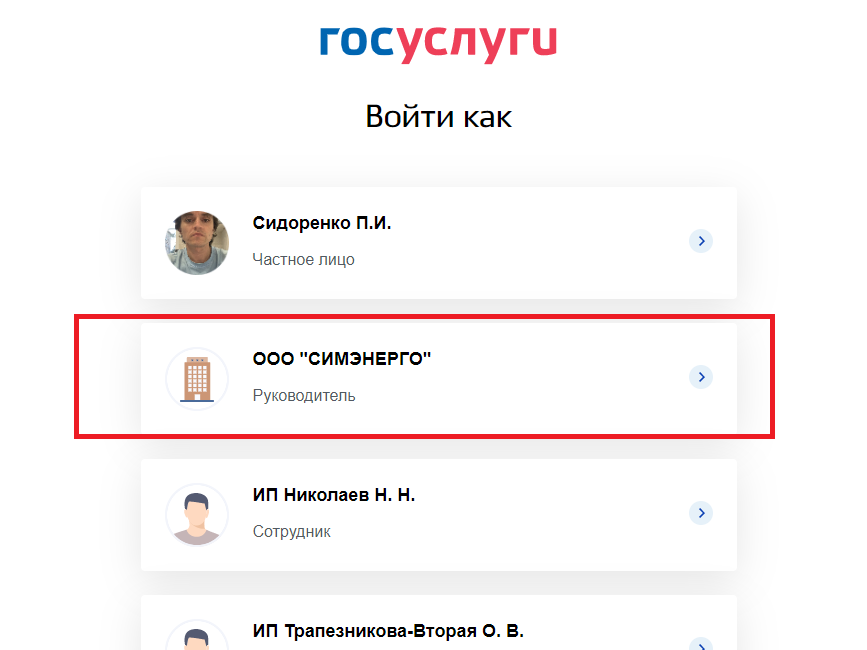 госуслуги
Войти как
Сидоренко П.И.
Частное лицо
ООО "СИМЭНЕРГО"
Руководитель
ИП Николаев Н. Н.
Сотрудник
ИП Трапезникова-Вторая О. В.